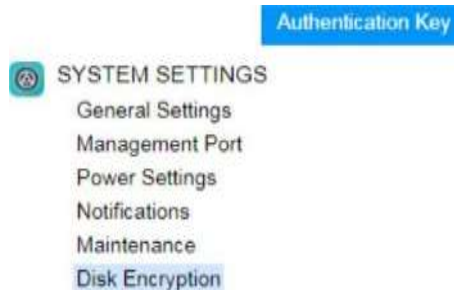 Authentication Key
SYSTEM SETTINGS
General Settings
Management Port
Power Settings
Notifications
Maintenance
Disk Encryption